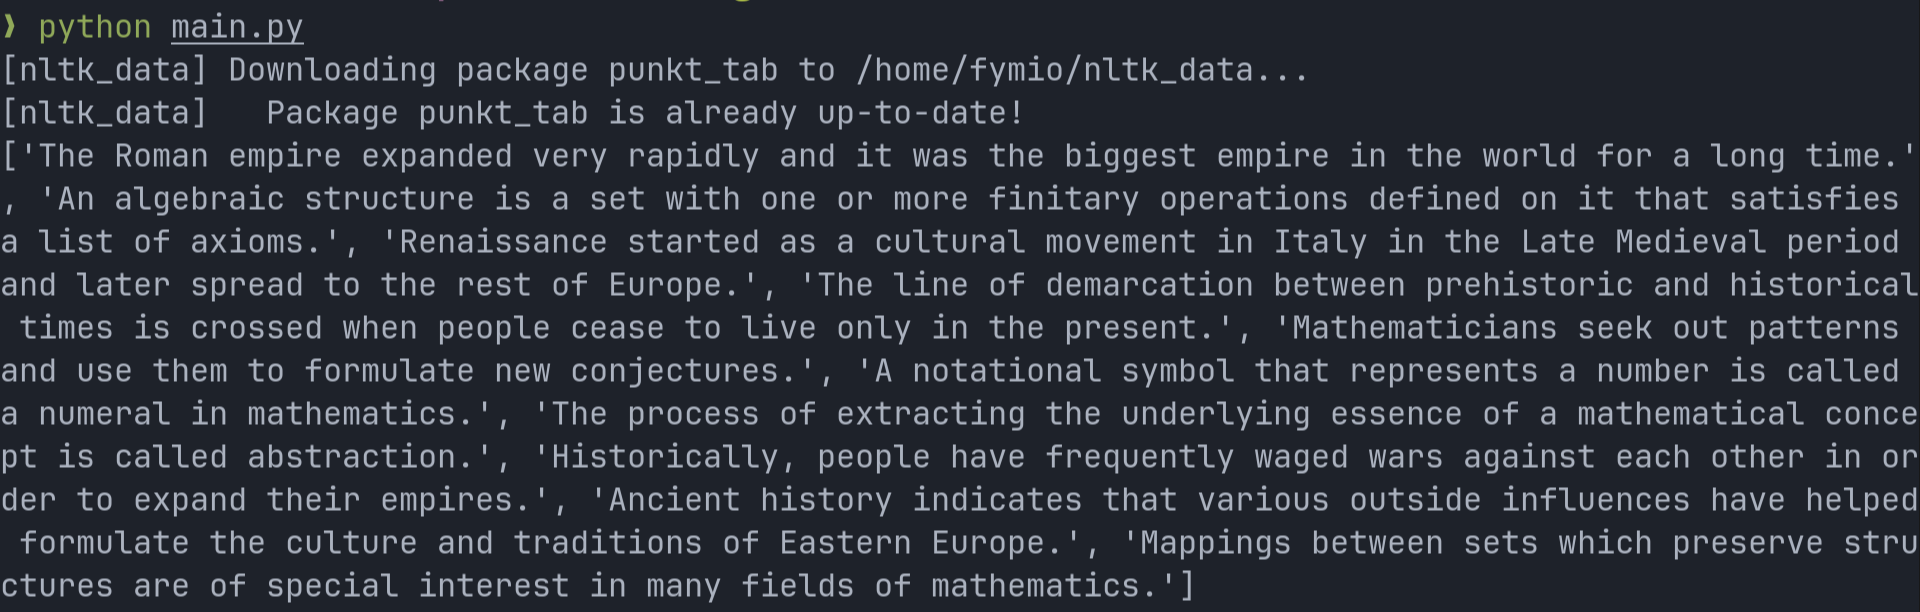 ❯ python main.py
[nltk_data] Downloading package punkt_tab to /home/fymio/nltk_data...
[nltk_data]   Package punkt_tab is already up-to-date!
['The Roman empire expanded very rapidly and it was the biggest empire in the world for a long time.'
, 'An algebraic structure is a set with one or more finitary operations defined on it that satisfies
a list of axioms.', 'Renaissance started as a cultural movement in Italy in the Late Medieval period
and later spread to the rest of Europe.', 'The line of demarcation between prehistoric and historical
 times is crossed when people cease to live only in the present.', 'Mathematicians seek out patterns
and use them to formulate new conjectures.', 'A notational symbol that represents a number is called
a numeral in mathematics.', 'The process of extracting the underlying essence of a mathematical conce
pt is called abstraction.', 'Historically, people have frequently waged wars against each other in or
der to expand their empires.', 'Ancient history indicates that various outside influences have helped
 formulate the culture and traditions of Eastern Europe.', 'Mappings between sets which preserve stru
ctures are of special interest in many fields of mathematics.']